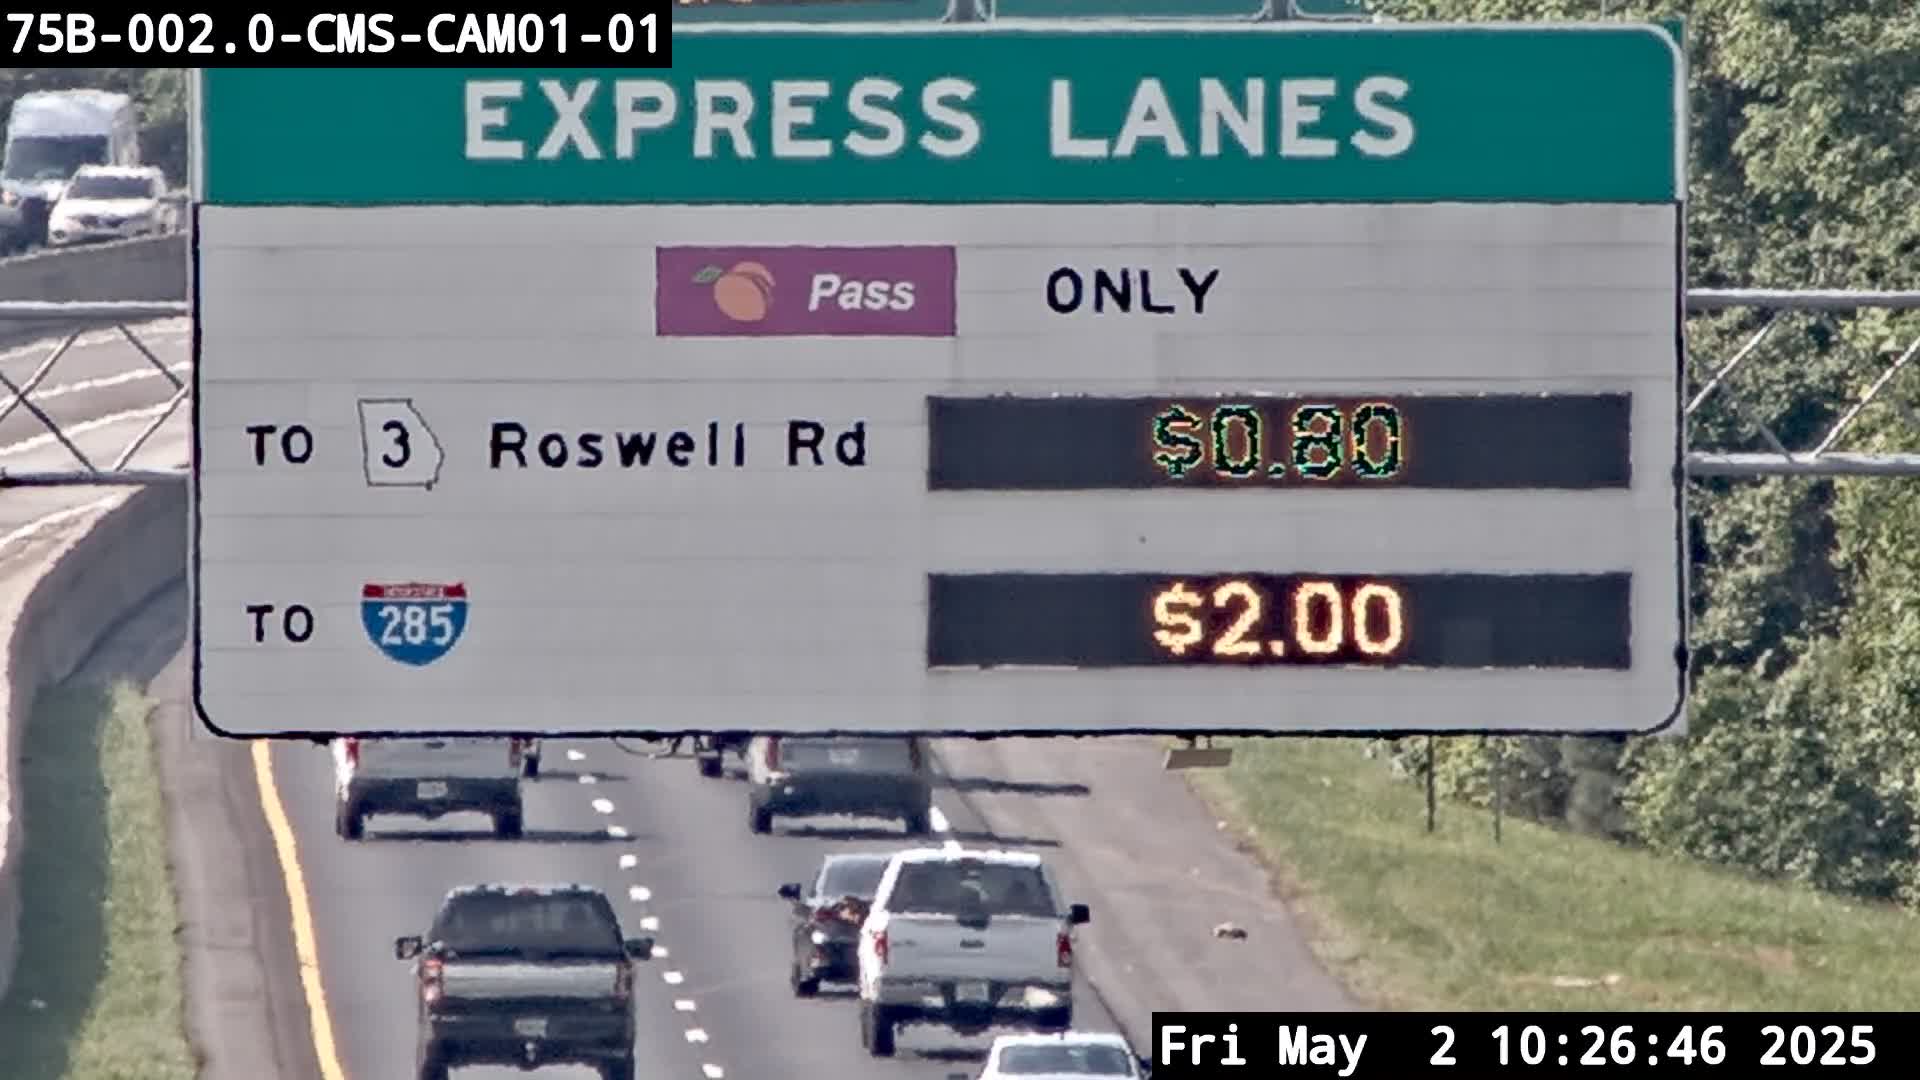 75B-002.0-CMS-CAM01-01
EXPRESS LANES
Pass ONLY
TO 3 Roswell Rd $0.80
TO INTERSTATE 285 $2.00
Fri May 2 10:26:46 2025